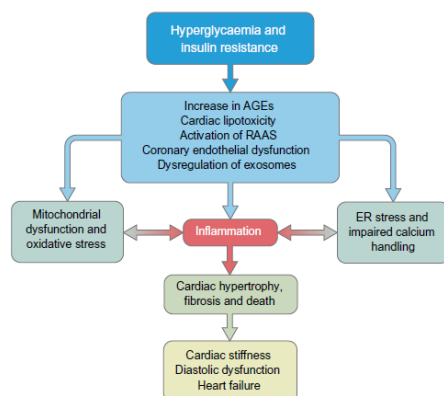 Hyperglycaemia and
insulin resistance
Increase in AGEs
Cardiac lipotoxicity
Activation of RAAS
Coronary endothelial dysfunction
Dysregulation of exosomes
Mitochondrial
dysfunction and
oxidative stress
Inflammation
ER stress and
impaired calcium
handling
Cardiac hypertrophy,
fibrosis and death
Cardiac stiffness
Diastolic dysfunction
Heart failure